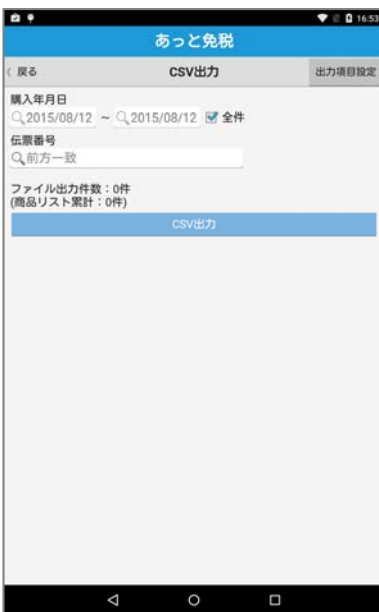 16:53
あっと免税
戻る CSV出力 出力項目設定
購入年月日
2015/08/12 ~ 2015/08/12 全件
伝票番号
前方一致
ファイル出力件数：0件
(商品リスト累計：0件)
CSV出力